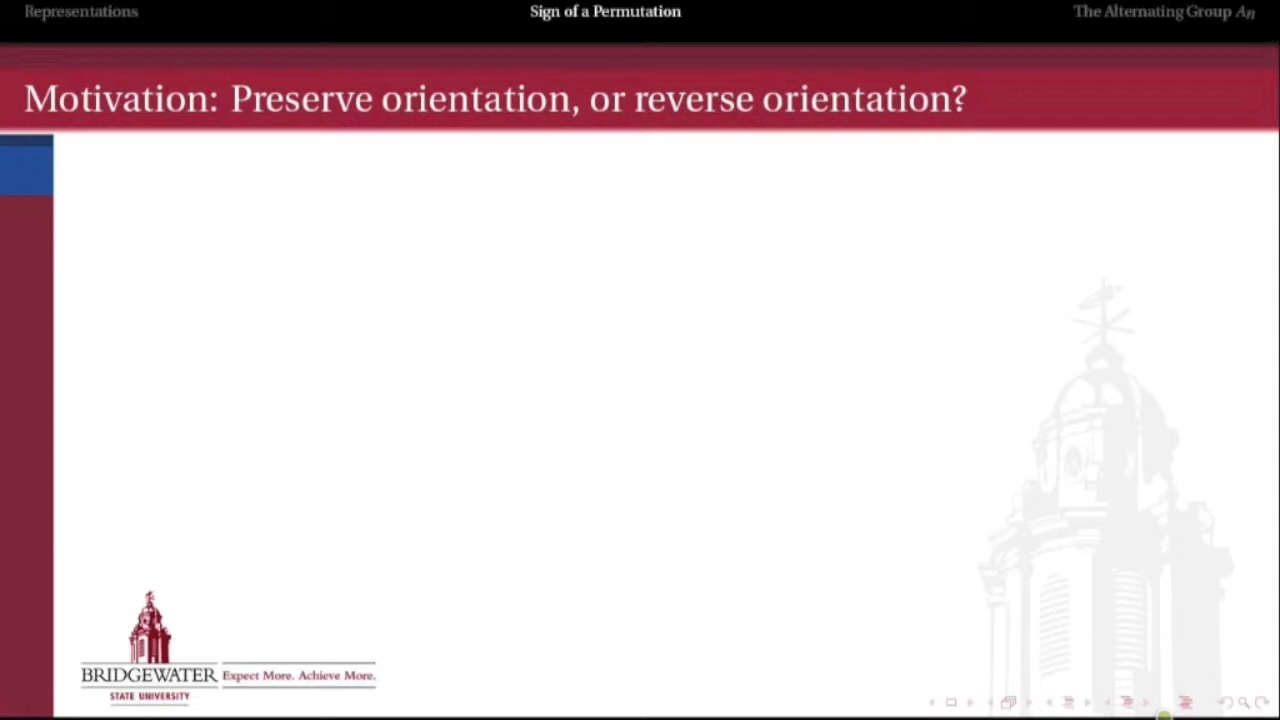 Representations
Sign of a Permutation
The Alternating Group An
Motivation: Preserve orientation, or reverse orientation?
BRIDGEWATER
STATE UNIVERSITY
Expect More. Achieve More.